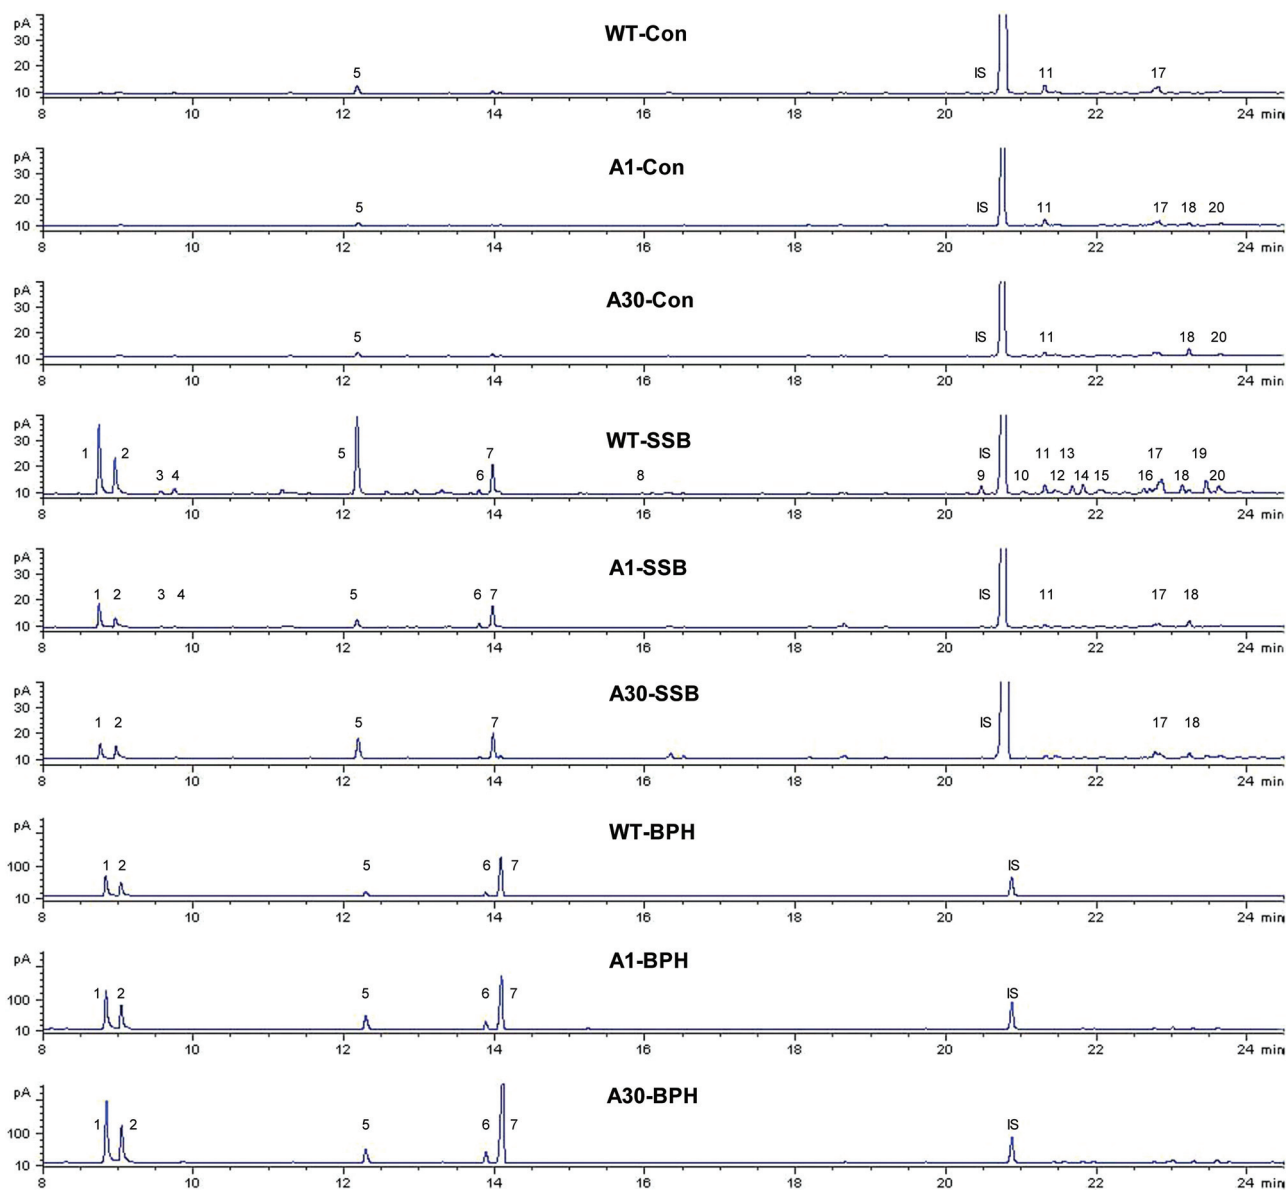 pA
WT-Con
30
20
10
5
IS
11
17
8 10 12 14 16 18 20 22 24 min
pA
A1-Con
30
20
10
5
IS
11
17 18 20
8 10 12 14 16 18 20 22 24 min
pA
A30-Con
30
20
10
5
IS
11
18 20
8 10 12 14 16 18 20 22 24 min
pA
WT-SSB
30
20
10
1 2 5 7 IS 11 13 17 19
3 4 6 8 9 10 12 14 15 16 18 20
8 10 12 14 16 18 20 22 24 min
pA
A1-SSB
30
20
10
1 2 3 4 5 6 7 IS 11 17 18
8 10 12 14 16 18 20 22 24 min
pA
A30-SSB
30
20
10
1 2 5 7 IS 17 18
8 10 12 14 16 18 20 22 24 min
pA
WT-BPH
100
10
1 2 5 6 7 IS
8 10 12 14 16 18 20 22 24 min
pA
A1-BPH
100
10
1 2 5 6 7 IS
8 10 12 14 16 18 20 22 24 min
pA
A30-BPH
100
10
1 2 5 6 7 IS
8 10 12 14 16 18 20 22 24 min